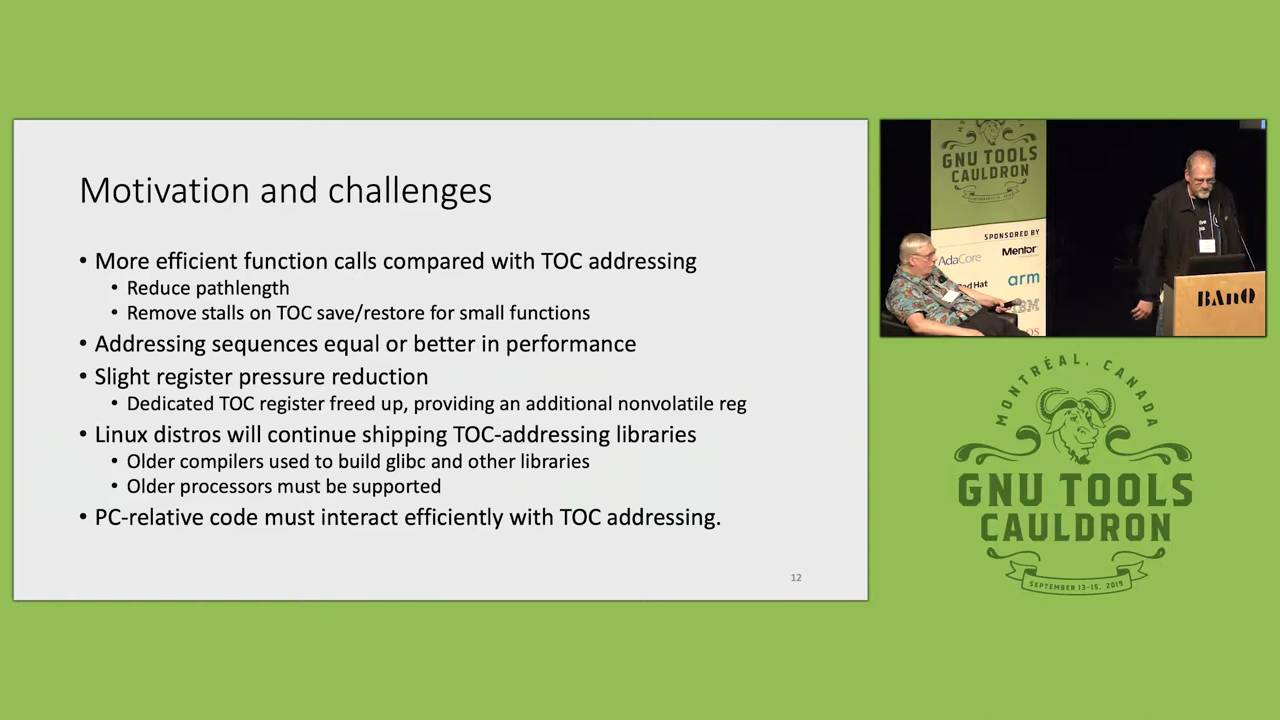 Motivation and challenges
• More efficient function calls compared with TOC addressing
• Reduce pathlength
• Remove stalls on TOC save/restore for small functions
• Addressing sequences equal or better in performance
• Slight register pressure reduction
• Dedicated TOC register freed up, providing an additional nonvolatile reg
• Linux distros will continue shipping TOC-addressing libraries
• Older compilers used to build glibc and other libraries
• Older processors must be supported
• PC-relative code must interact efficiently with TOC addressing.
12
GNU TOOLS
CAULDRON
SPONSORED BY
AdaCore
Mentor
Hat
arm
IBM
BAnQ
MONTRÉAL, CANADA
GNU TOOLS
CAULDRON
SEPTEMBER 13-15, 2019